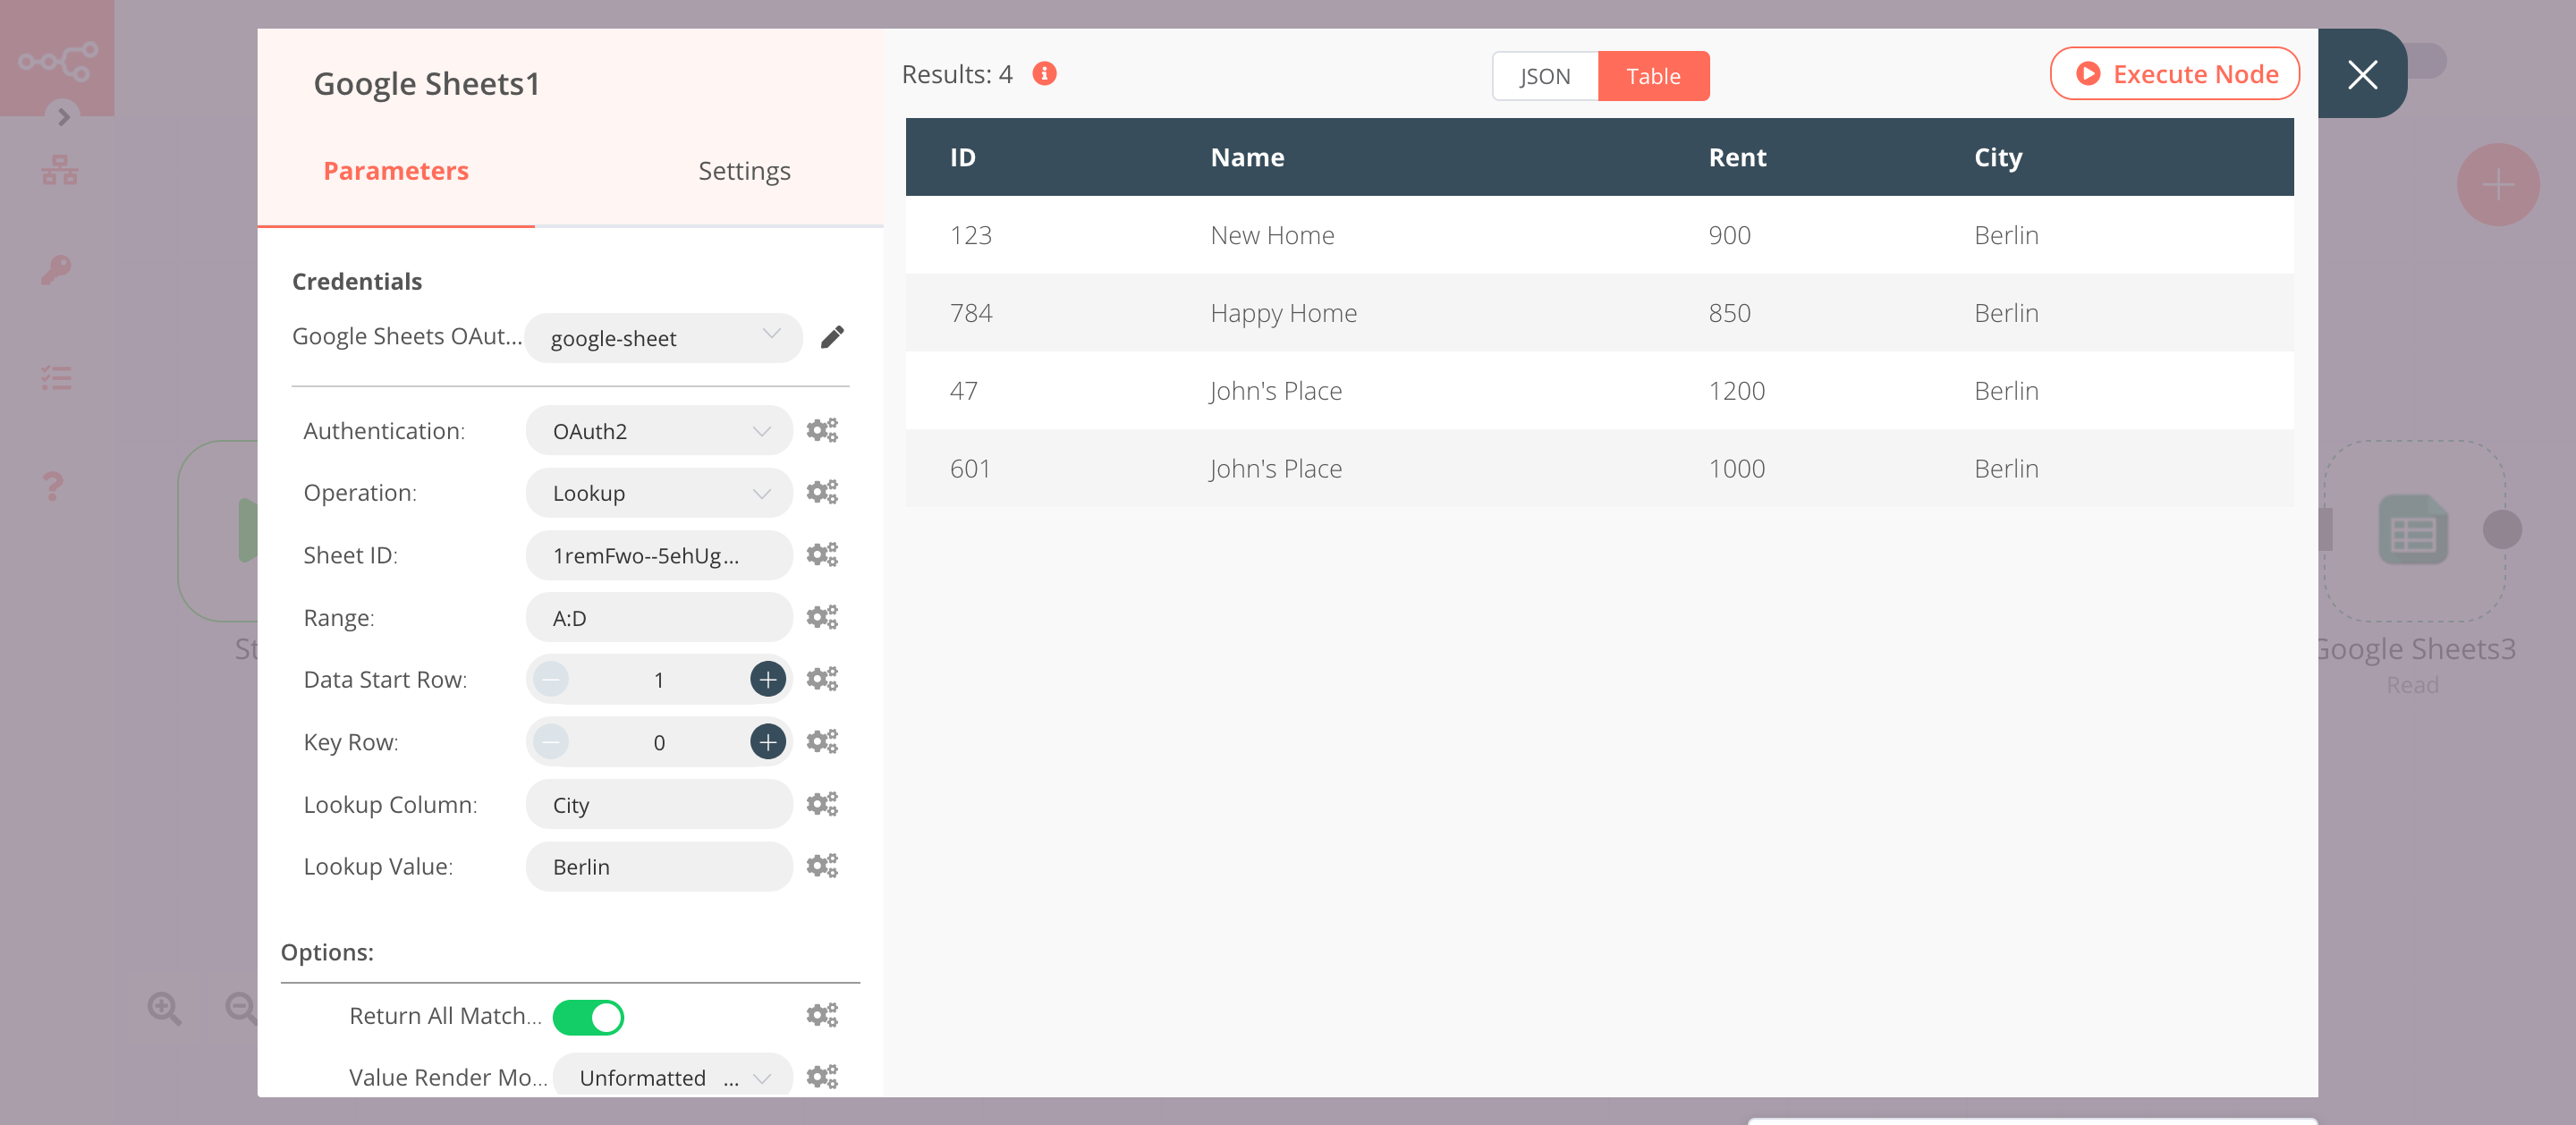 Google Sheets1
Parameters Settings
Credentials
Google Sheets OAut... google-sheet
Authentication: OAuth2
Operation: Lookup
Sheet ID: 1remFwo--5ehUg...
Range: A:D
Data Start Row: 1
Key Row: 0
Lookup Column: City
Lookup Value: Berlin
Options:
Return All Match...
Value Render Mo... Unformatted ...
Results: 4
JSON Table
Execute Node
ID Name Rent City
123 New Home 900 Berlin
784 Happy Home 850 Berlin
47 John's Place 1200 Berlin
601 John's Place 1000 Berlin
St
Google Sheets3
Read